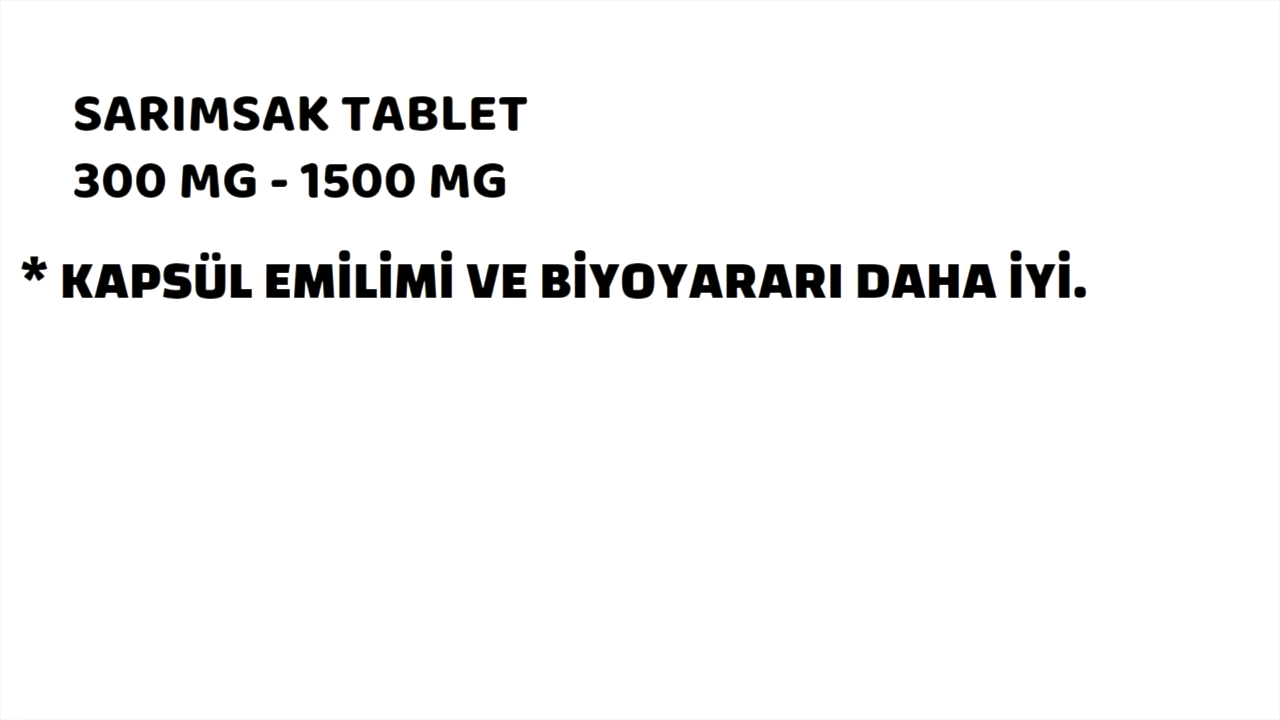 SARIMSAK TABLET
300 MG - 1500 MG
* KAPSÜL EMİLİMİ VE BİYOYARARI DAHA İYİ.